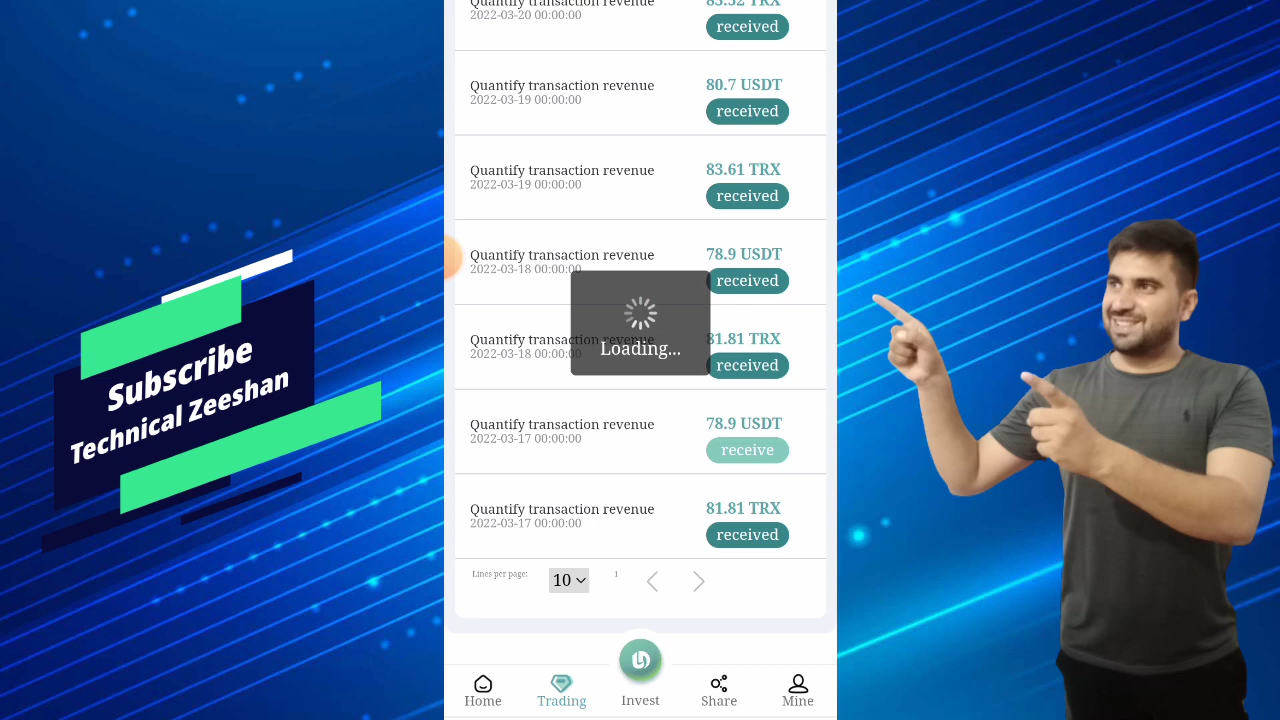 Quantify transaction revenue
83.52 TRX
2022-03-20 00:00:00
received
Quantify transaction revenue
80.7 USDT
2022-03-19 00:00:00
received
Quantify transaction revenue
83.61 TRX
2022-03-19 00:00:00
received
Quantify transaction revenue
78.9 USDT
2022-03-18 00:00:00
received
Quantify transaction revenue
81.81 TRX
2022-03-18 00:00:00
received
Loading...
Quantify transaction revenue
78.9 USDT
2022-03-17 00:00:00
receive
Quantify transaction revenue
81.81 TRX
2022-03-17 00:00:00
received
Lines per page: 10 1
Home Trading Invest Share Mine
Subscribe
Technical Zeeshan